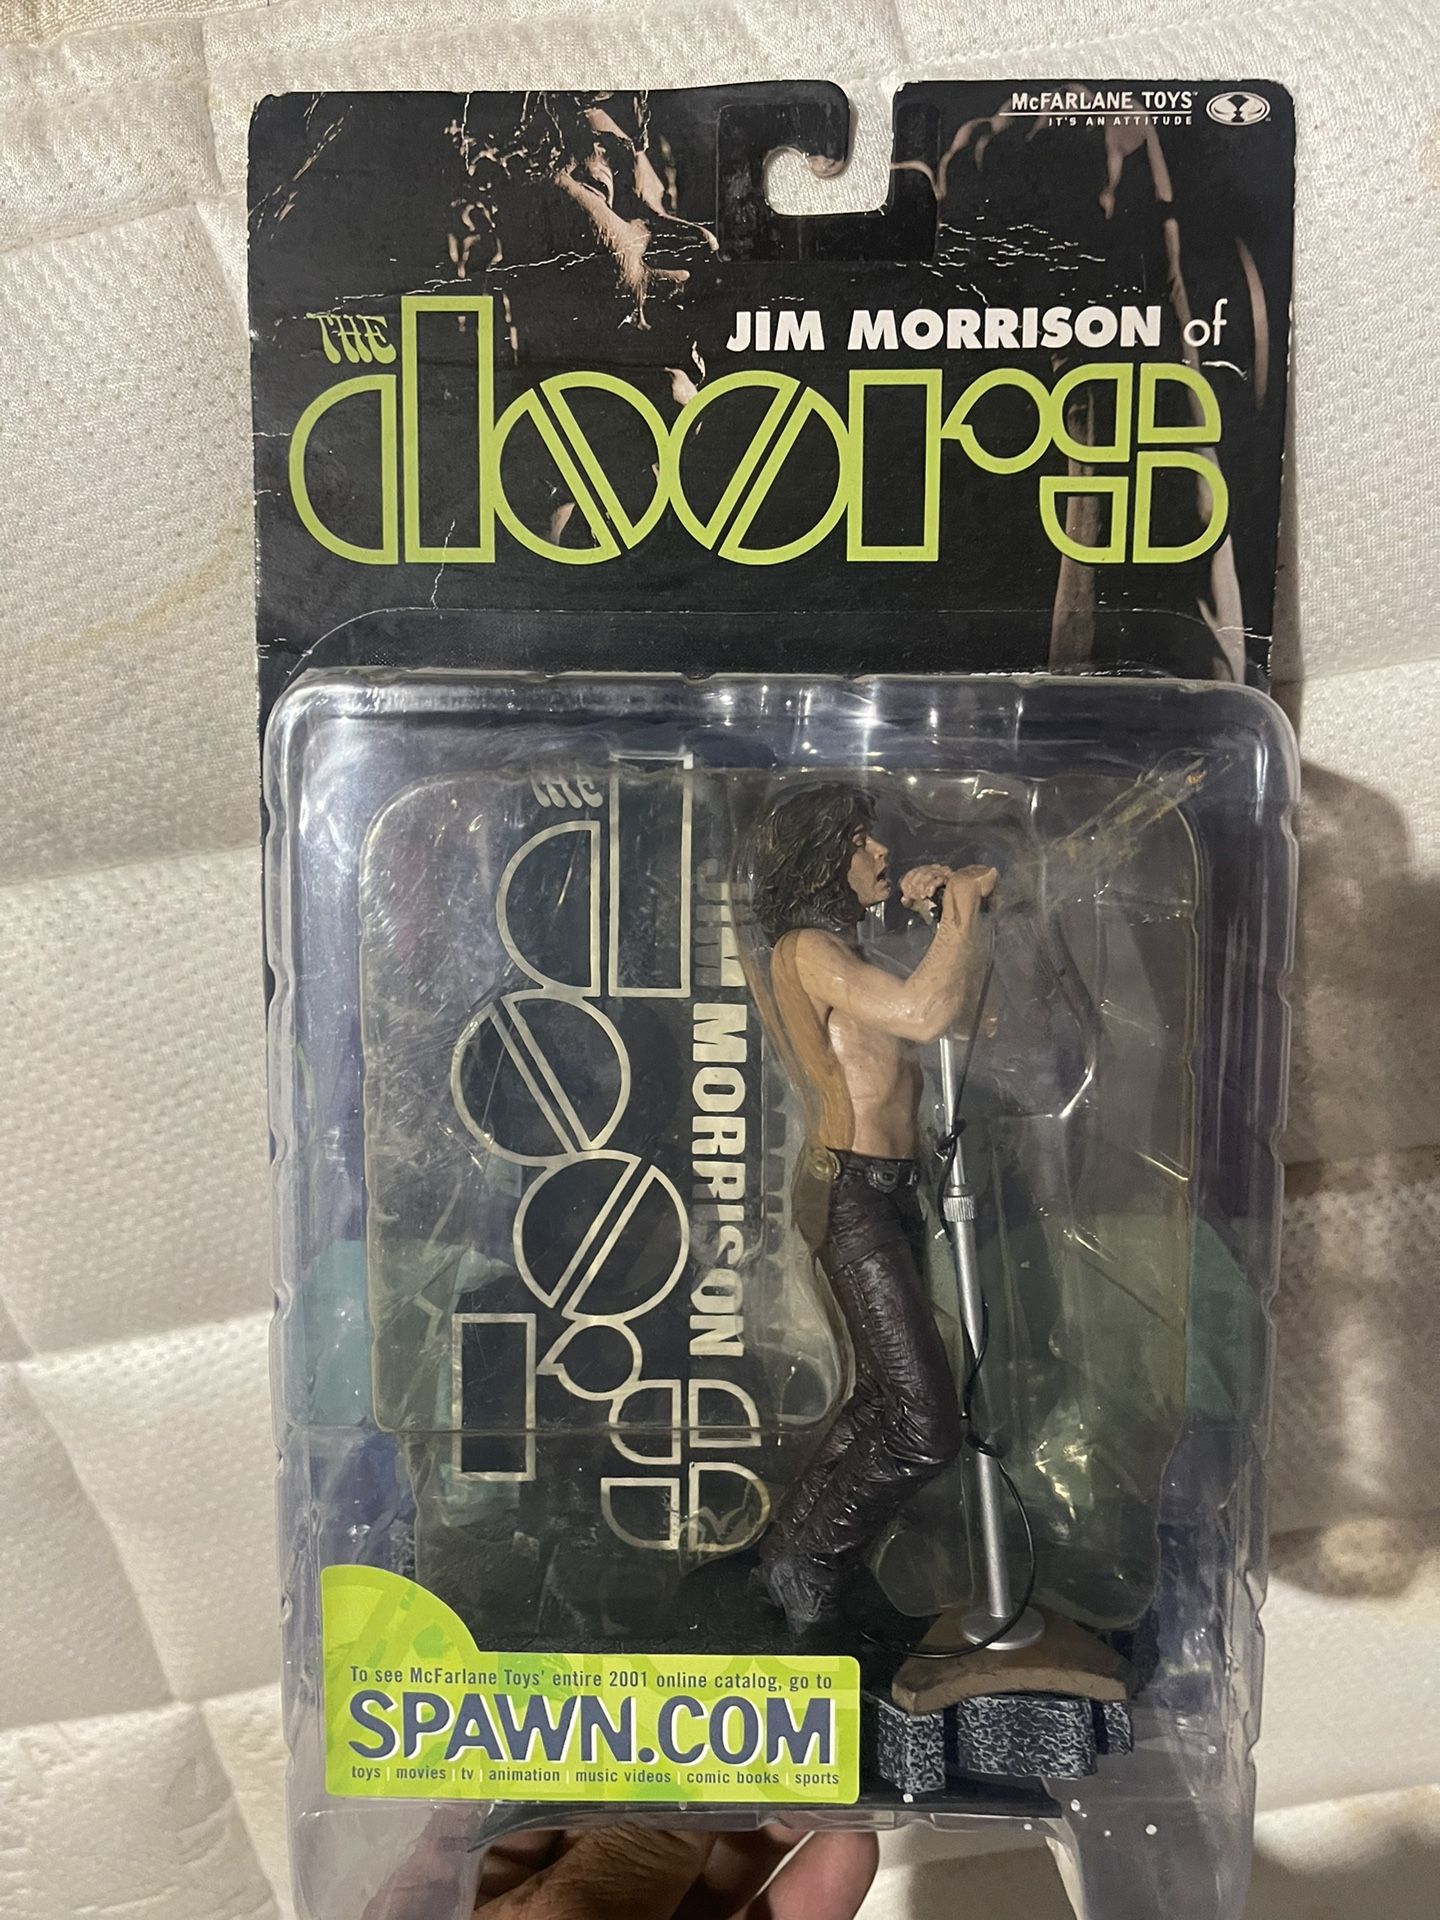 McFARLANE TOYS™
IT'S AN ATTITUDE
JIM MORRISON of
THE
doors
THE
doors
JIM MORRISON
To see McFarlane Toys' entire 2001 online catalog, go to
SPAWN.COM
toys | movies | tv | animation | music videos | comic books | sports